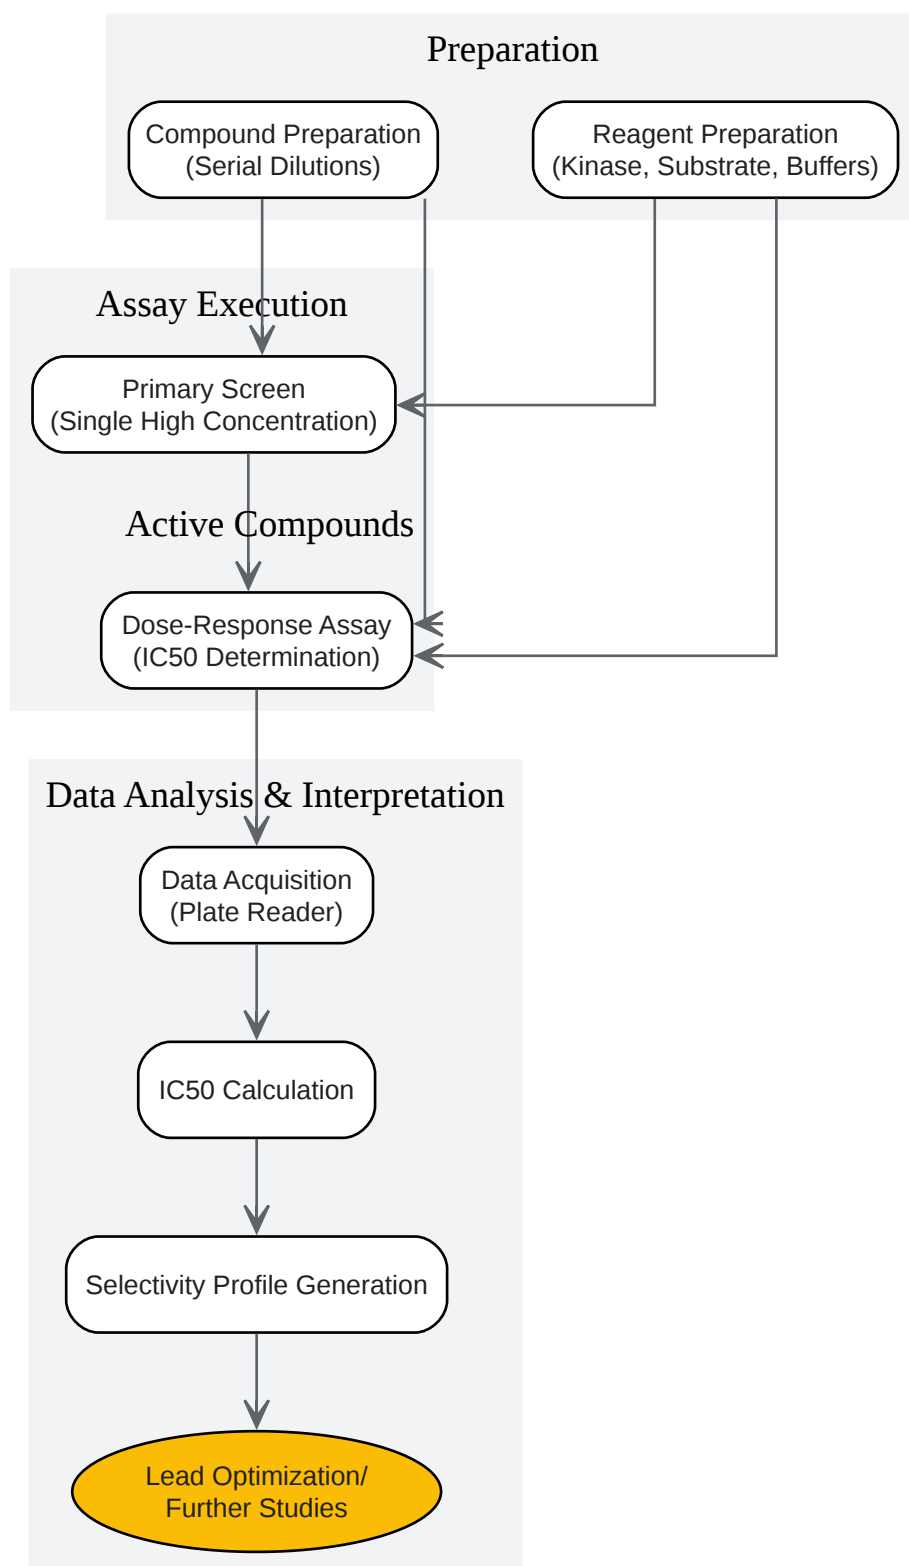 Preparation
Compound Preparation
(Serial Dilutions)
Reagent Preparation
(Kinase, Substrate, Buffers)
Assay Execution
Primary Screen
(Single High Concentration)
Active Compounds
Dose-Response Assay
(IC50 Determination)
Data Analysis & Interpretation
Data Acquisition
(Plate Reader)
IC50 Calculation
Selectivity Profile Generation
Lead Optimization/
Further Studies